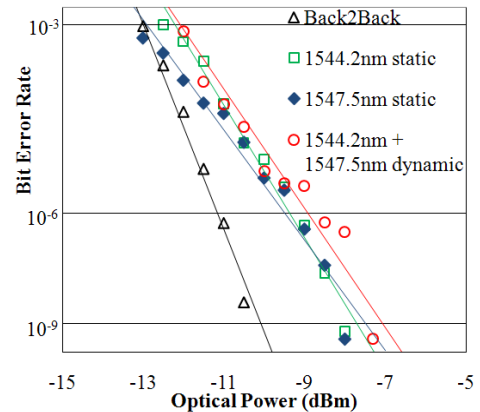 10-3
10-6
10-9
Bit Error Rate
Back2Back
1544.2nm static
1547.5nm static
1544.2nm +
1547.5nm dynamic
-15 -13 -11 -9 -7 -5
Optical Power (dBm)